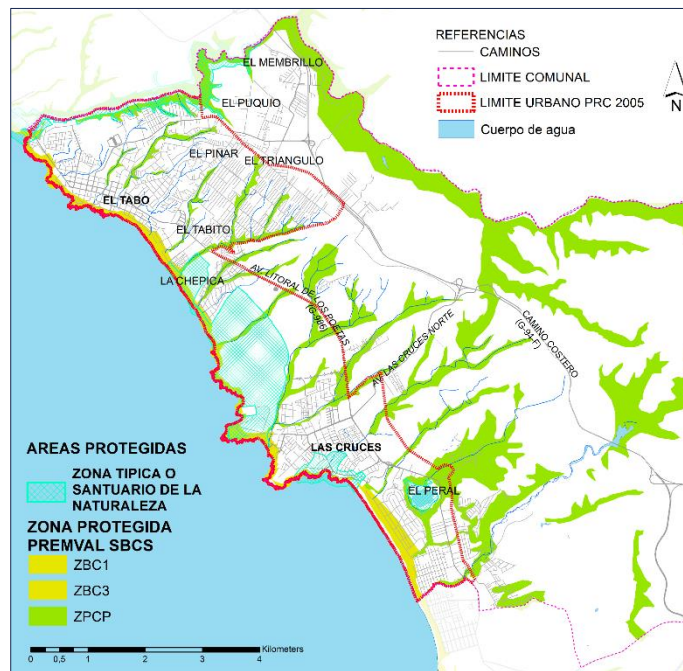 REFERENCIAS
CAMINOS
LIMITE COMUNAL
LIMITE URBANO PRC 2005
Cuerpo de agua
N
EL MEMBRILLO
EL PUQUIO
EL PINAR
EL TRIANGULO
EL TABO
EL TABITO
LA CHEPICA
AV. LITORAL DE LOS POETAS
(G-986)
AV. LAS CRUCES NORTE
CAMINO COSTERO
(G-94-F)
LAS CRUCES
EL PERAL
AREAS PROTEGIDAS
ZONA TIPICA O
SANTUARIO DE LA
NATURALEZA
ZONA PROTEGIDA
PREMVAL SBCS
ZBC1
ZBC3
ZPCP
Kilometers
0 0,5 1 2 3 4